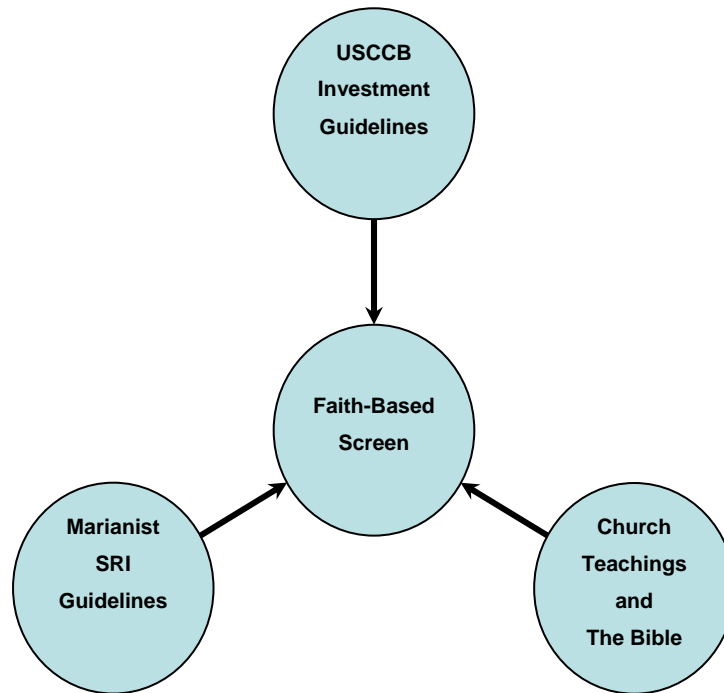 USCCB
Investment
Guidelines
Faith-Based
Screen
Marianist
SRI
Guidelines
Church
Teachings
and
The Bible